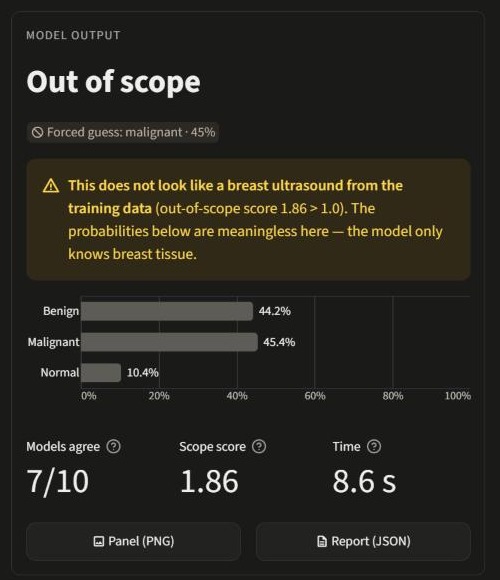 MODEL OUTPUT
Out of scope
Forced guess: malignant · 45%
This does not look like a breast ultrasound from the
training data (out-of-scope score 1.86 > 1.0). The
probabilities below are meaningless here — the model only
knows breast tissue.
Benign 44.2%
Malignant 45.4%
Normal 10.4%
0% 20% 40% 60% 80% 100%
Models agree ? Scope score ? Time ?
7/10 1.86 8.6 s
Panel (PNG) Report (JSON)